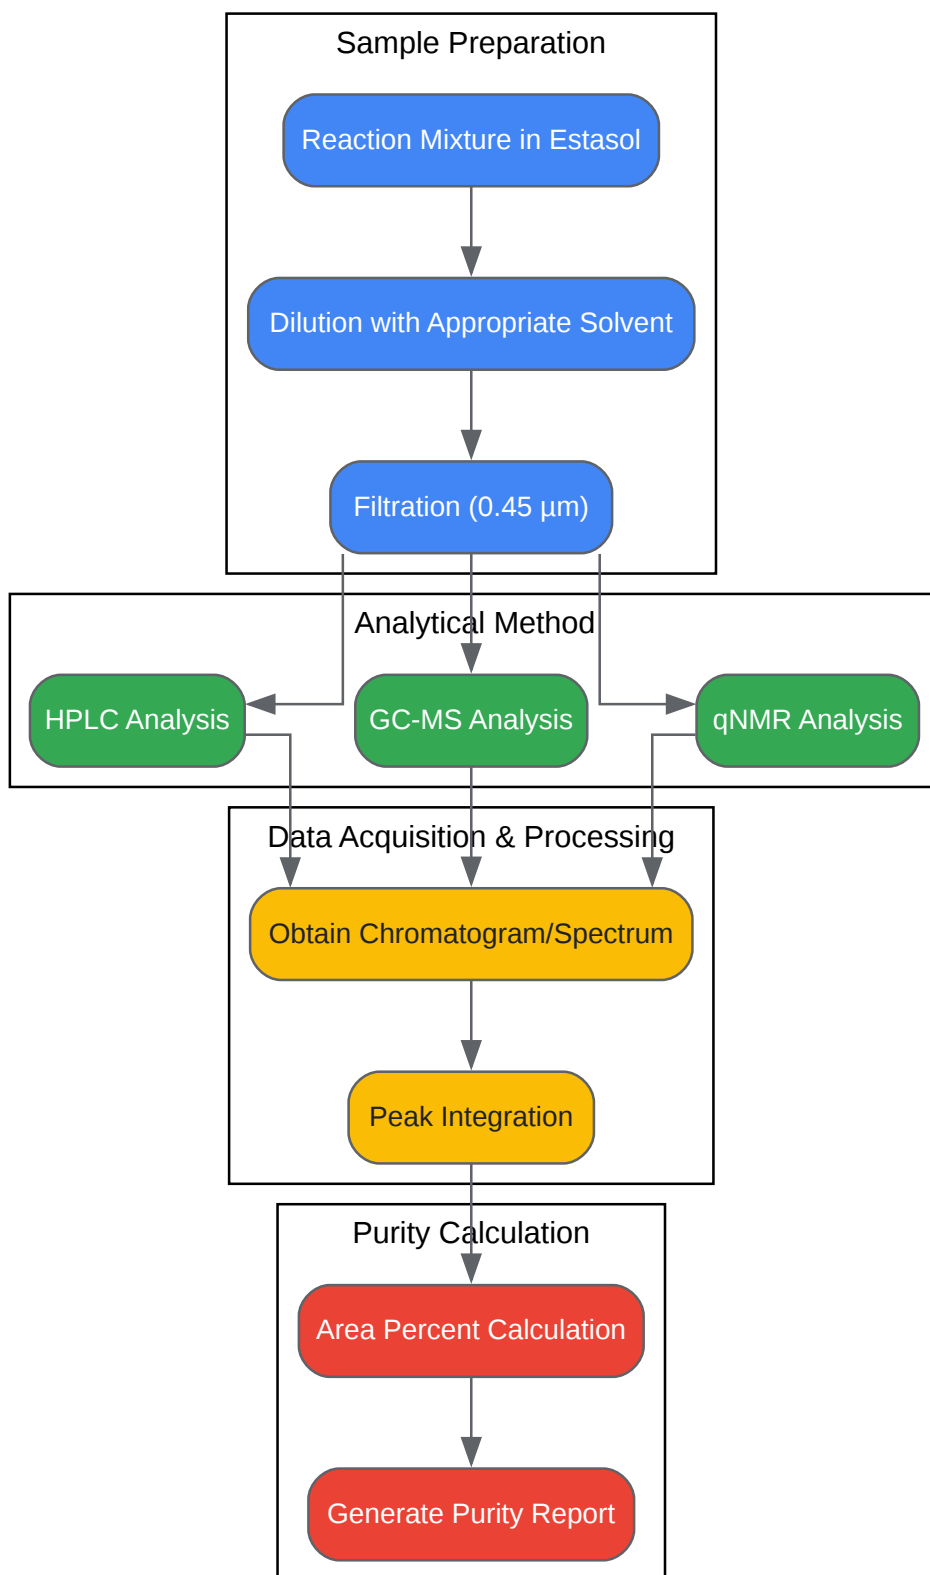 Sample Preparation
Reaction Mixture in Estasol
Dilution with Appropriate Solvent
Filtration (0.45 µm)
Analytical Method
HPLC Analysis
GC-MS Analysis
qNMR Analysis
Data Acquisition & Processing
Obtain Chromatogram/Spectrum
Peak Integration
Purity Calculation
Area Percent Calculation
Generate Purity Report